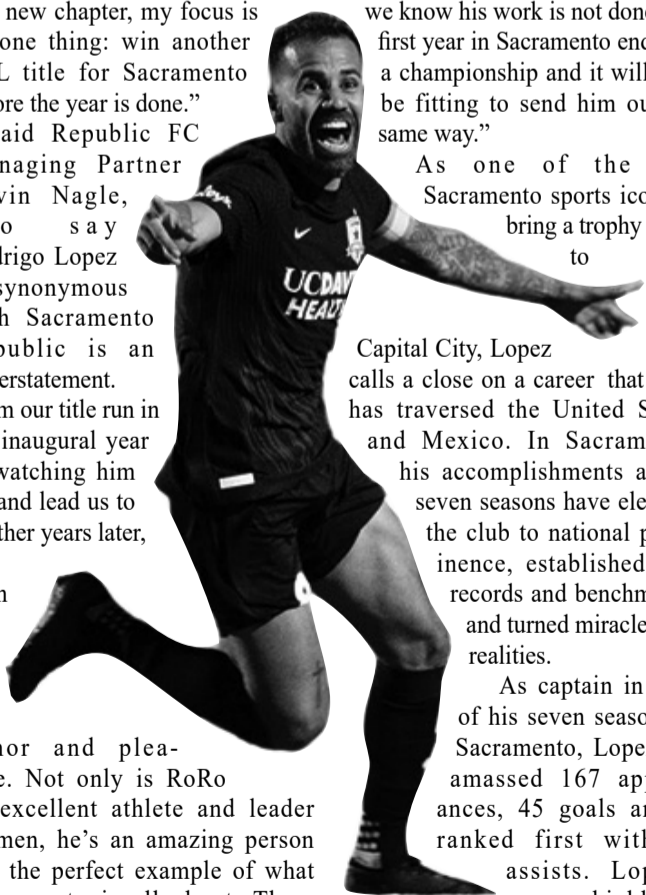 new chapter, my focus is
one thing: win another
L title for Sacramento
ore the year is done.”
aid Republic FC
naging Partner
vin Nagle,
o say
drigo Lopez
synonymous
h Sacramento
public is an
erstatement.
m our title run in
inaugural year
watching him
and lead us to
ther years later,
nor and plea-
e. Not only is RoRo
excellent athlete and leader
men, he’s an amazing person
the perfect example of what
UCDAV
HEALTH
we know his work is not done
first year in Sacramento end
a championship and it will
be fitting to send him ou
same way.”
As one of the
Sacramento sports ico
bring a trophy
to
Capital City, Lopez
calls a close on a career that
has traversed the United S
and Mexico. In Sacram
his accomplishments a
seven seasons have ele
the club to national p
inence, established
records and benchm
and turned miracle
realities.
As captain in
of his seven seaso
Sacramento, Lope
amassed 167 app
ances, 45 goals a
ranked first with
assists. Lop